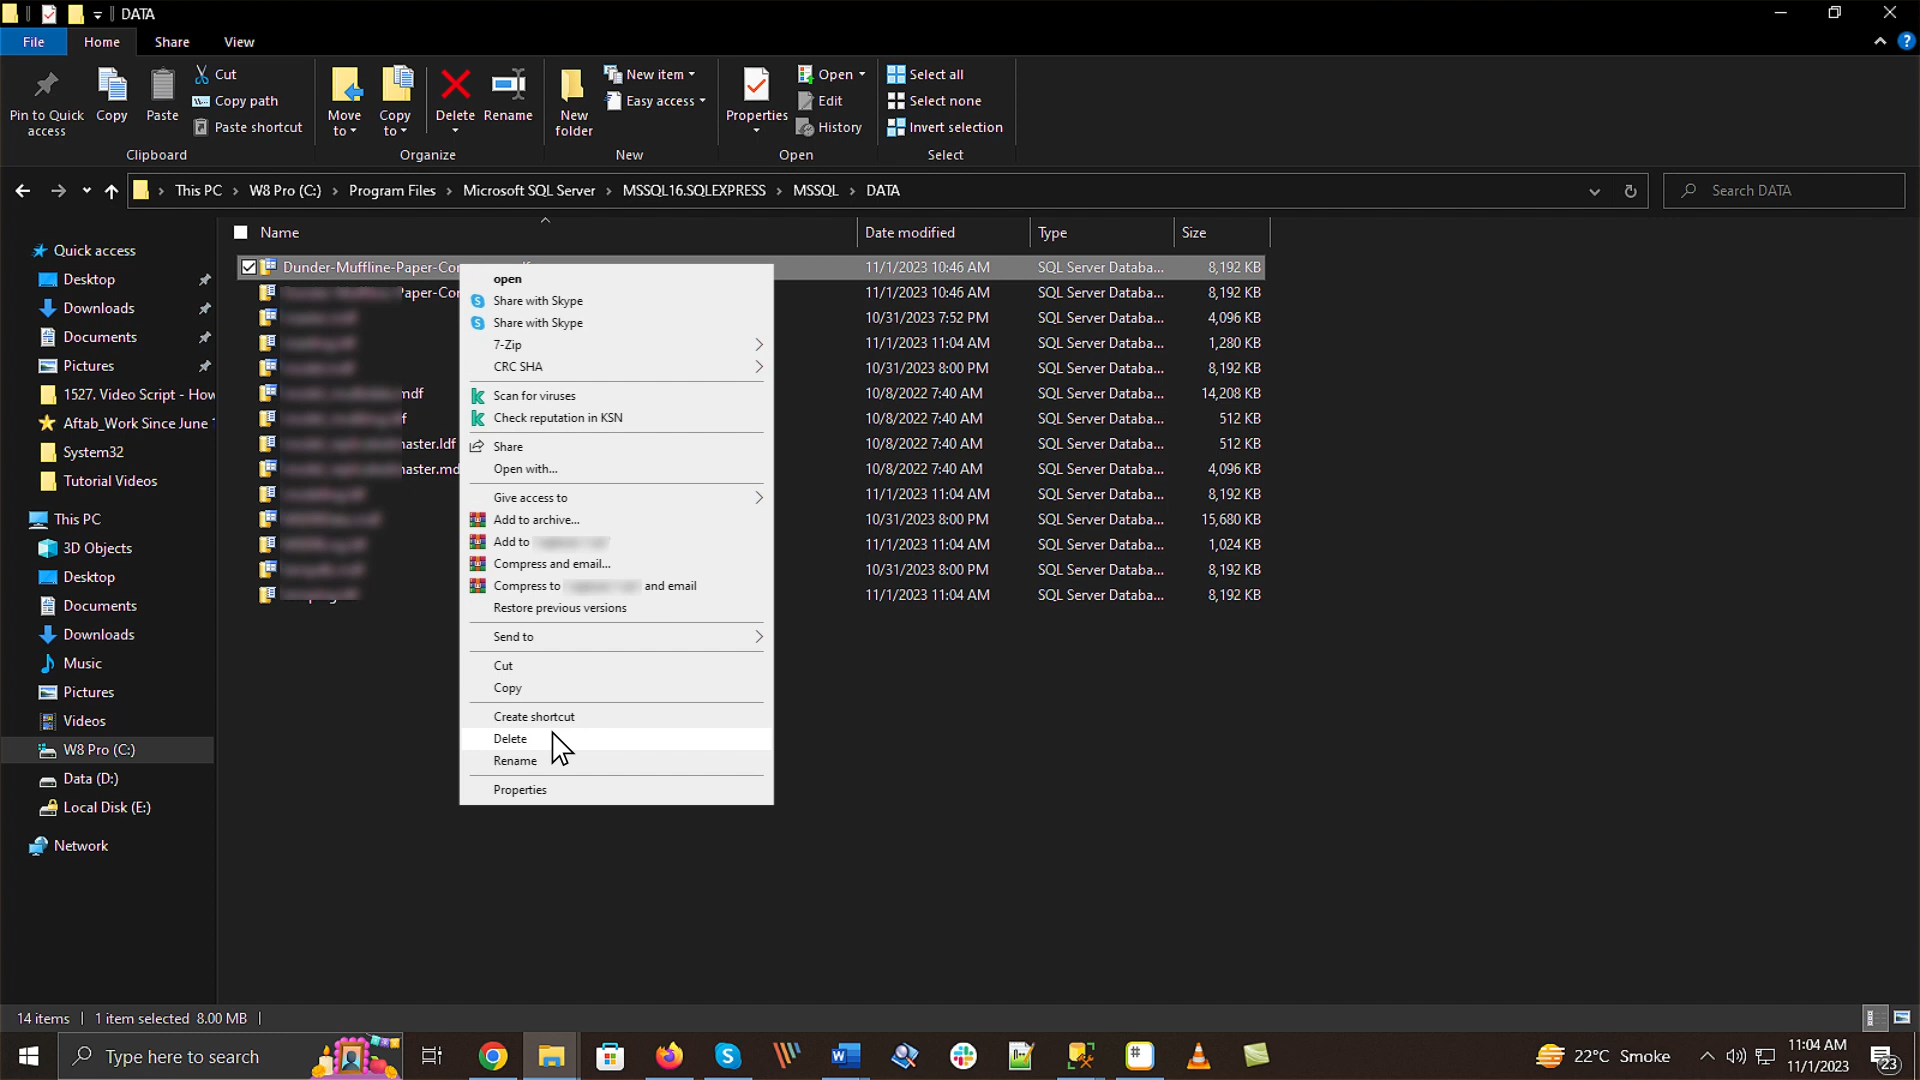 DATA
File Home Share View
Pin to Quick access
Copy
Paste
Cut
Copy path
Paste shortcut
Clipboard
Move to
Copy to
Delete
Rename
Organize
New folder
New item
Easy access
New
Properties
Open
Edit
History
Open
Select all
Select none
Invert selection
Select
This PC W8 Pro (C:) Program Files Microsoft SQL Server MSSQL16.SQLEXPRESS MSSQL DATA
Search DATA
Name Date modified Type Size
Quick access
Desktop
Downloads
Documents
Pictures
1527. Video Script - How
Aftab_Work Since June
System32
Tutorial Videos
This PC
3D Objects
Desktop
Documents
Downloads
Music
Pictures
Videos
W8 Pro (C:)
Data (D:)
Local Disk (E:)
Network
Dunder-Muffline-Paper-Cor 11/1/2023 10:46 AM SQL Server Databa... 8,192 KB
Paper-Cor 11/1/2023 10:46 AM SQL Server Databa... 8,192 KB
10/31/2023 7:52 PM SQL Server Databa... 4,096 KB
11/1/2023 11:04 AM SQL Server Databa... 1,280 KB
10/31/2023 8:00 PM SQL Server Databa... 8,192 KB
mdf 10/8/2022 7:40 AM SQL Server Databa... 14,208 KB
10/8/2022 7:40 AM SQL Server Databa... 512 KB
master.ldf 10/8/2022 7:40 AM SQL Server Databa... 512 KB
master.md 10/8/2022 7:40 AM SQL Server Databa... 4,096 KB
11/1/2023 11:04 AM SQL Server Databa... 8,192 KB
10/31/2023 8:00 PM SQL Server Databa... 15,680 KB
11/1/2023 11:04 AM SQL Server Databa... 1,024 KB
10/31/2023 8:00 PM SQL Server Databa... 8,192 KB
11/1/2023 11:04 AM SQL Server Databa... 8,192 KB
open
Share with Skype
Share with Skype
7-Zip
CRC SHA
Scan for viruses
Check reputation in KSN
Share
Open with...
Give access to
Add to archive...
Add to
Compress and email...
Compress to and email
Restore previous versions
Send to
Cut
Copy
Create shortcut
Delete
Rename
Properties
14 items 1 item selected 8.00 MB
Type here to search
22°C Smoke
11:04 AM
11/1/2023
23